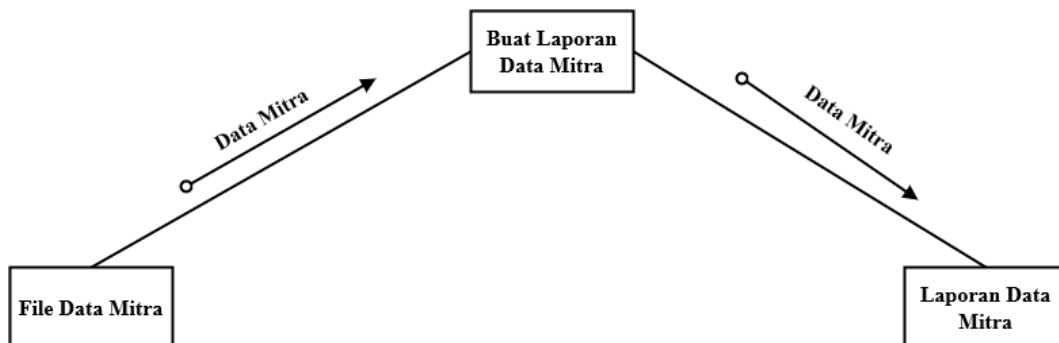 Buat Laporan
Data Mitra
Data Mitra
Data Mitra
File Data Mitra
Laporan Data
Mitra